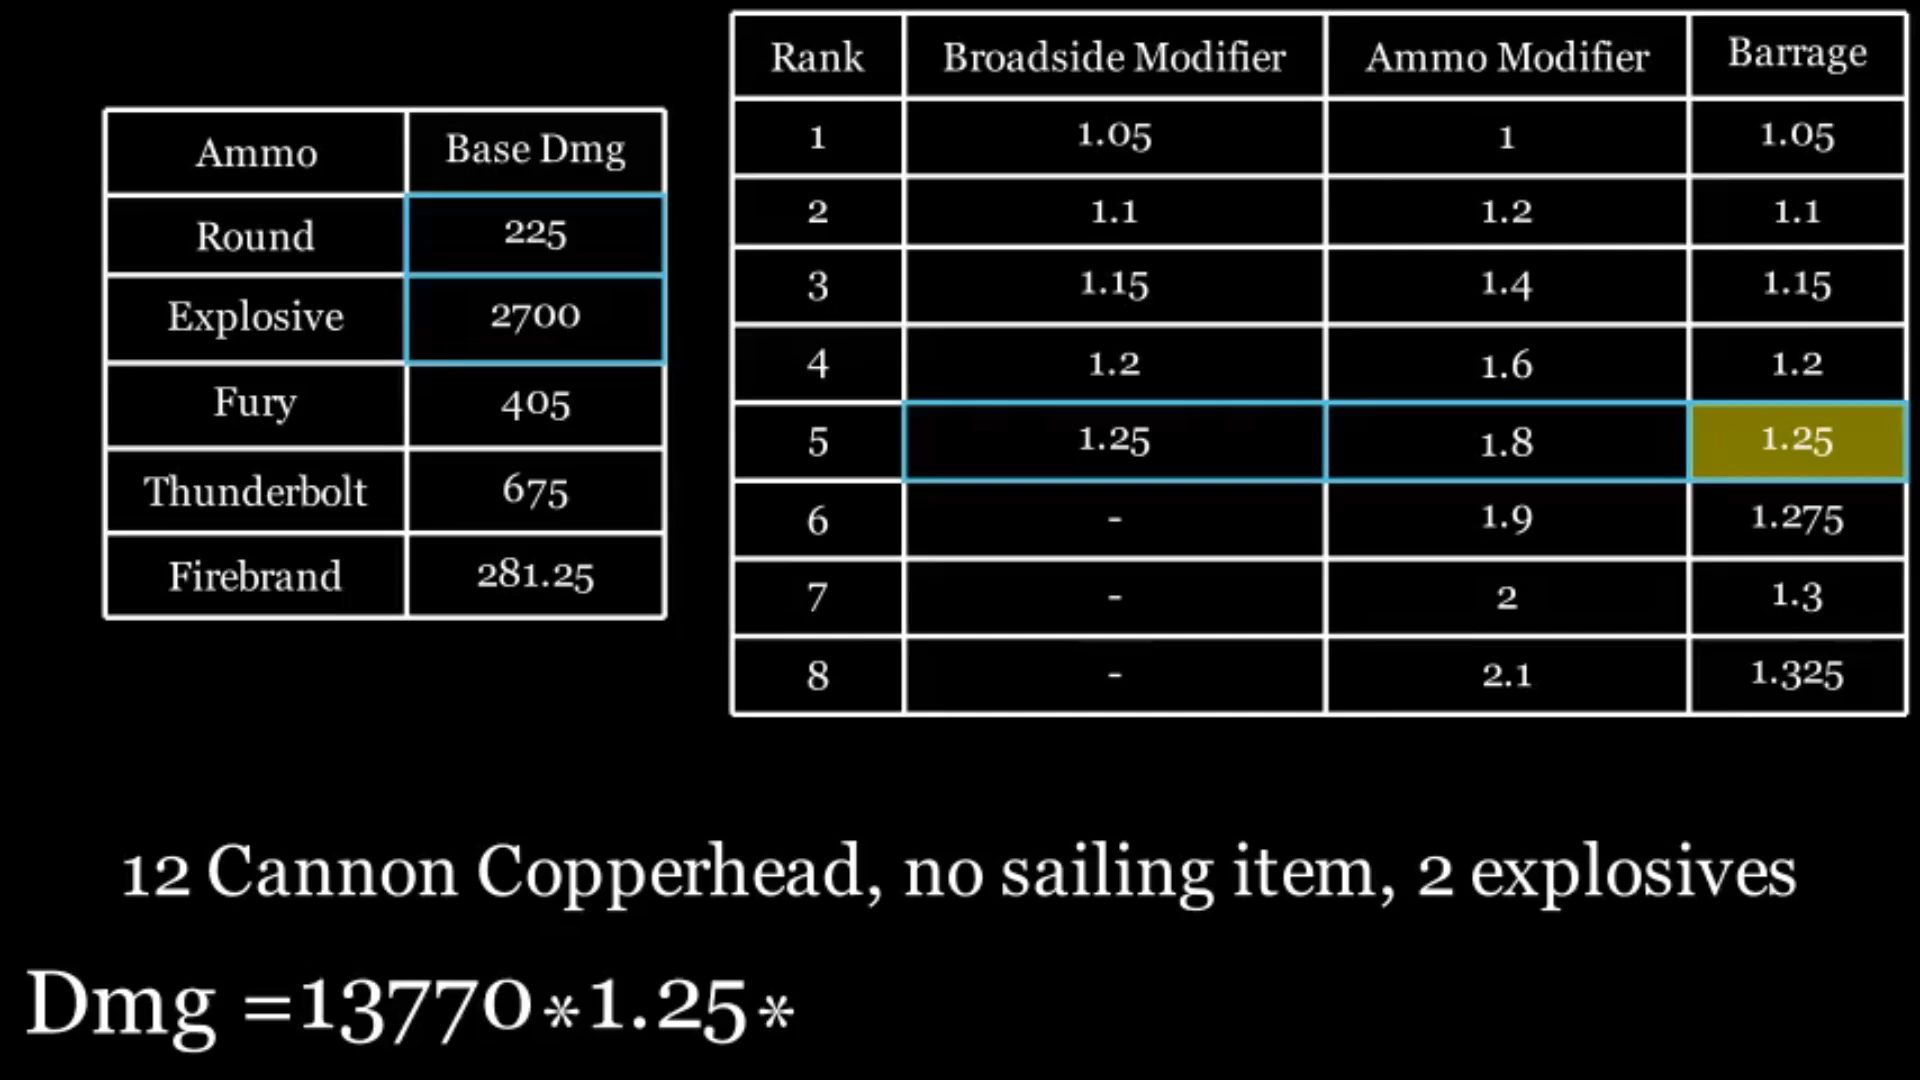 Ammo Base Dmg
Round 225
Explosive 2700
Fury 405
Thunderbolt 675
Firebrand 281.25
Rank Broadside Modifier Ammo Modifier Barrage
1 1.05 1 1.05
2 1.1 1.2 1.1
3 1.15 1.4 1.15
4 1.2 1.6 1.2
5 1.25 1.8 1.25
6 - 1.9 1.275
7 - 2 1.3
8 - 2.1 1.325
12 Cannon Copperhead, no sailing item, 2 explosives
Dmg =13770*1.25*